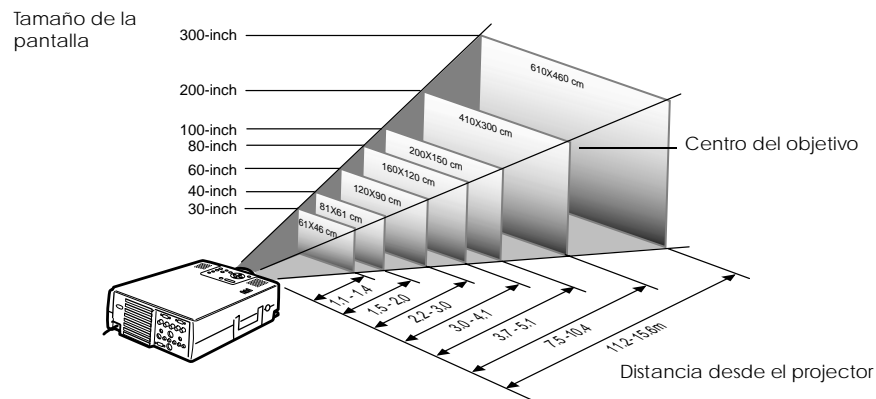 Tamaño de la
pantalla
300-inch
200-inch
100-inch
80-inch
60-inch
40-inch
30-inch
610X460 cm
410X300 cm
200X150 cm
160X120 cm
120X90 cm
81X61 cm
61X46 cm
Centro del objetivo
1.1-1.4
1.5-2.0
2.2-3.0
3.0-4.1
3.7-5.1
7.5-10.4
11.2-15.6m
Distancia desde el projector